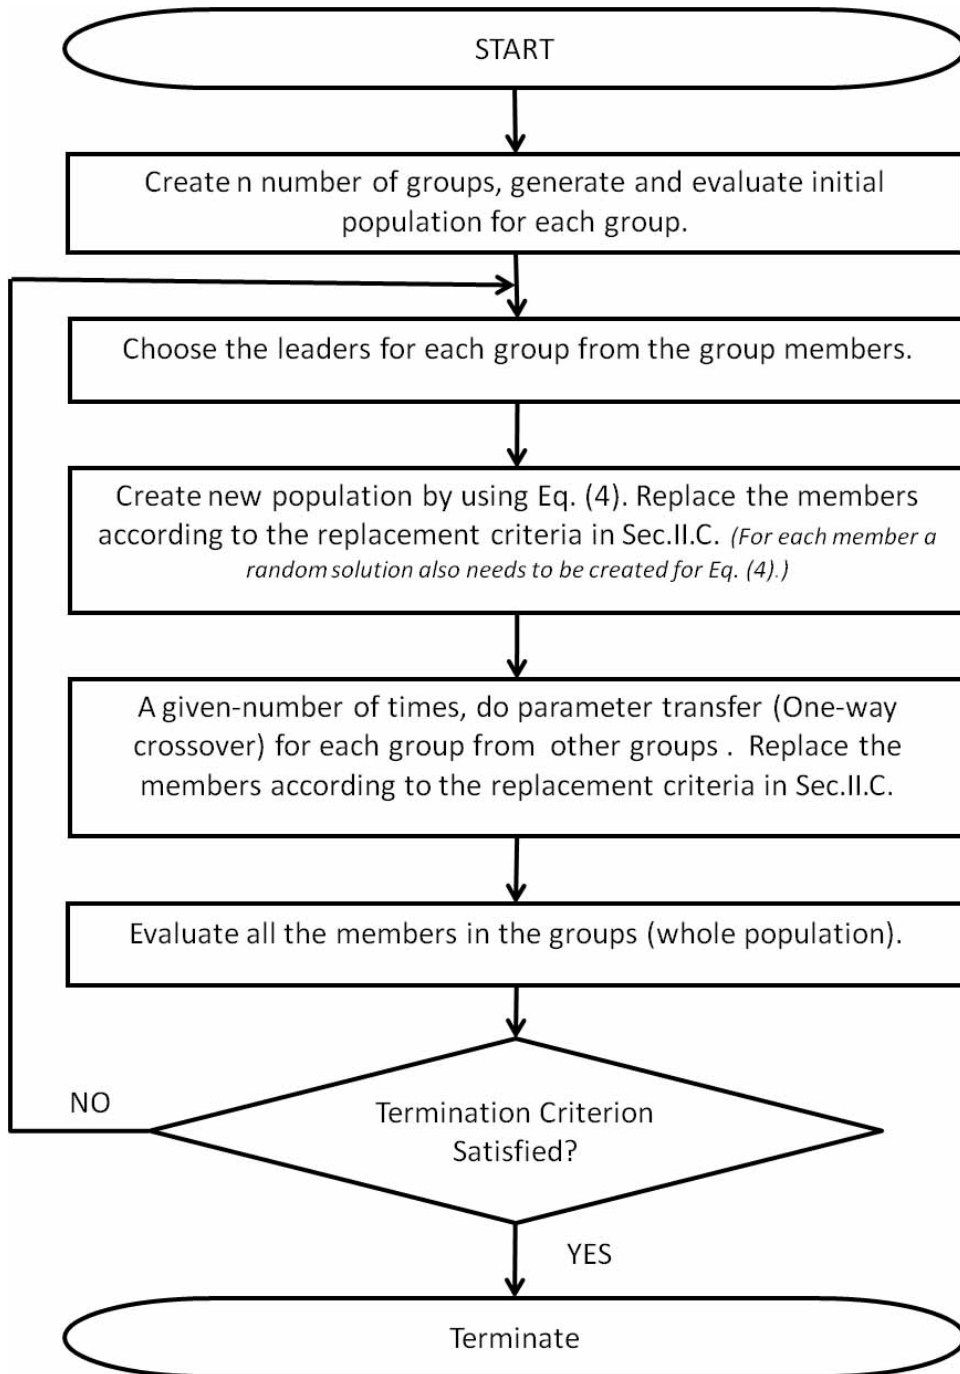 START
Create n number of groups, generate and evaluate initial
population for each group.
Choose the leaders for each group from the group members.
Create new population by using Eq. (4). Replace the members
according to the replacement criteria in Sec.II.C. (For each member a
random solution also needs to be created for Eq. (4).)
A given-number of times, do parameter transfer (One-way
crossover) for each group from other groups . Replace the
members according to the replacement criteria in Sec.II.C.
Evaluate all the members in the groups (whole population).
NO
Termination Criterion
Satisfied?
YES
Terminate